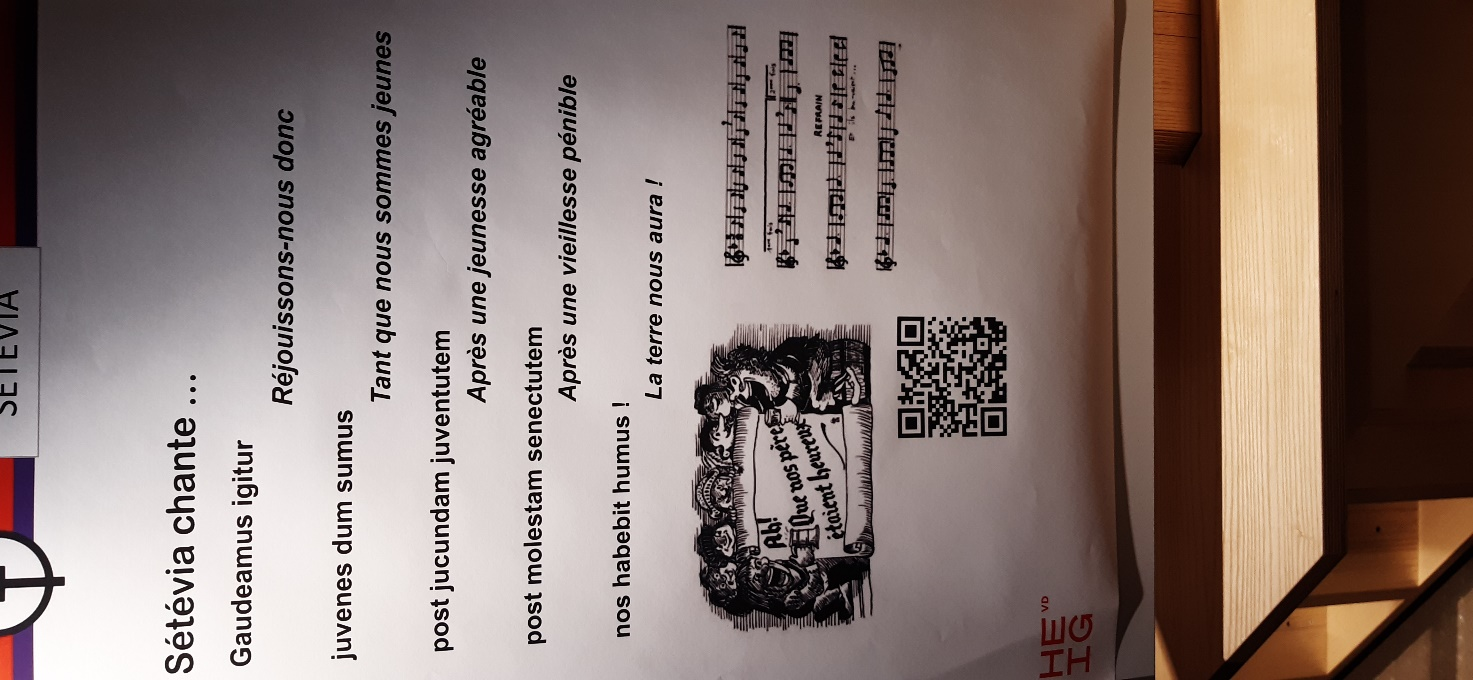 SÉTÉVIA
Sétévia chante ...
Gaudeamus igitur
Réjouissons-nous donc
juvenes dum sumus
Tant que nous sommes jeunes
post jucundam juventutem
Après une jeunesse agréable
post molestam senectutem
Après une vieillesse pénible
nos habebit humus !
La terre nous aura !
Ah!
Que nos pères
étaient heureux
REFRAIN
HE VD
IG